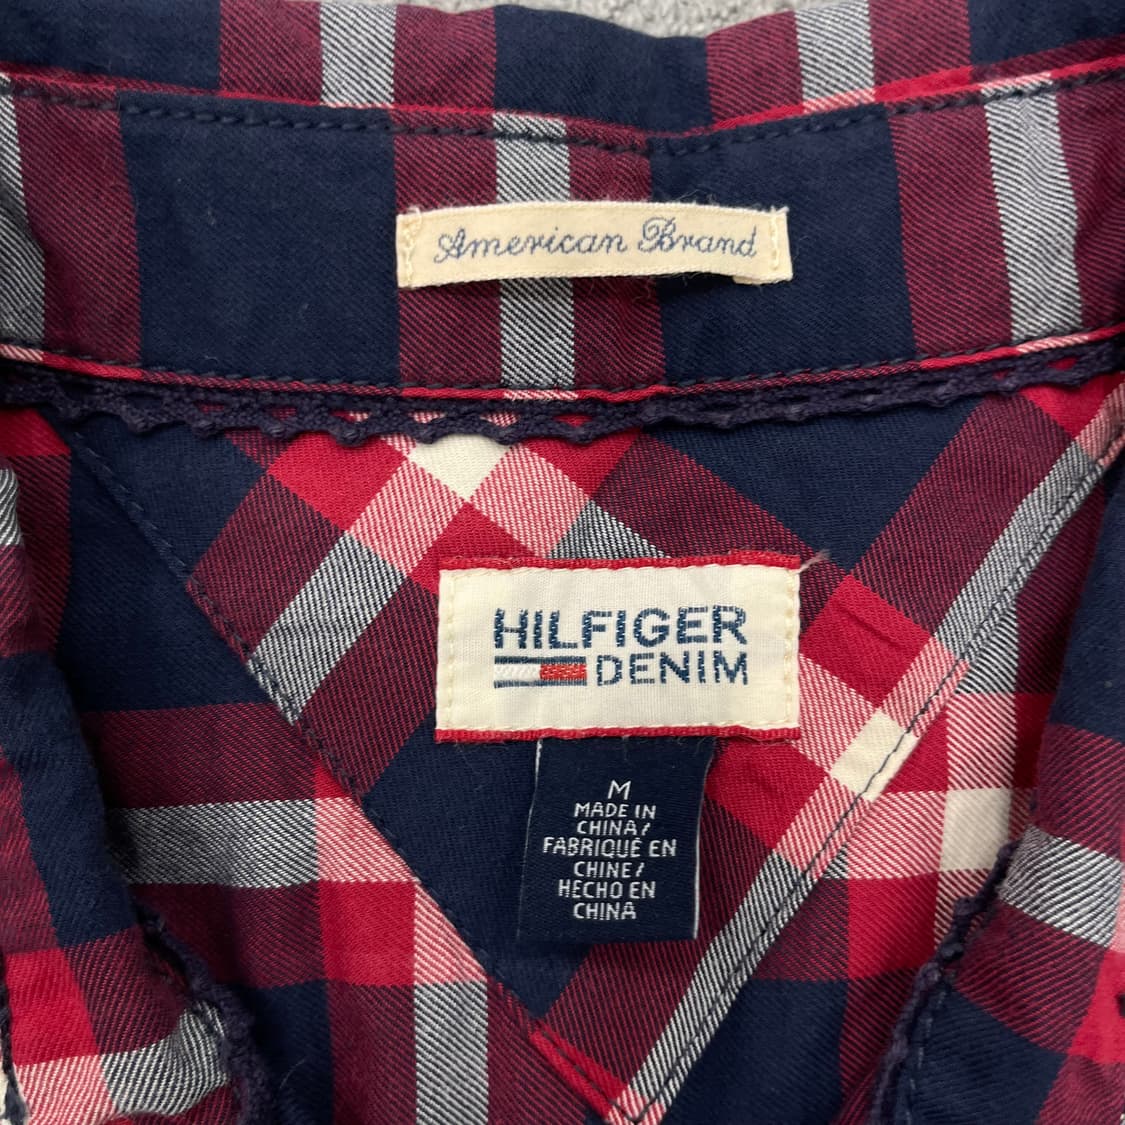 American Brand
HILFIGER
DENIM
M
MADE IN
CHINA/
FABRIQUÉ EN
CHINE/
HECHO EN
CHINA